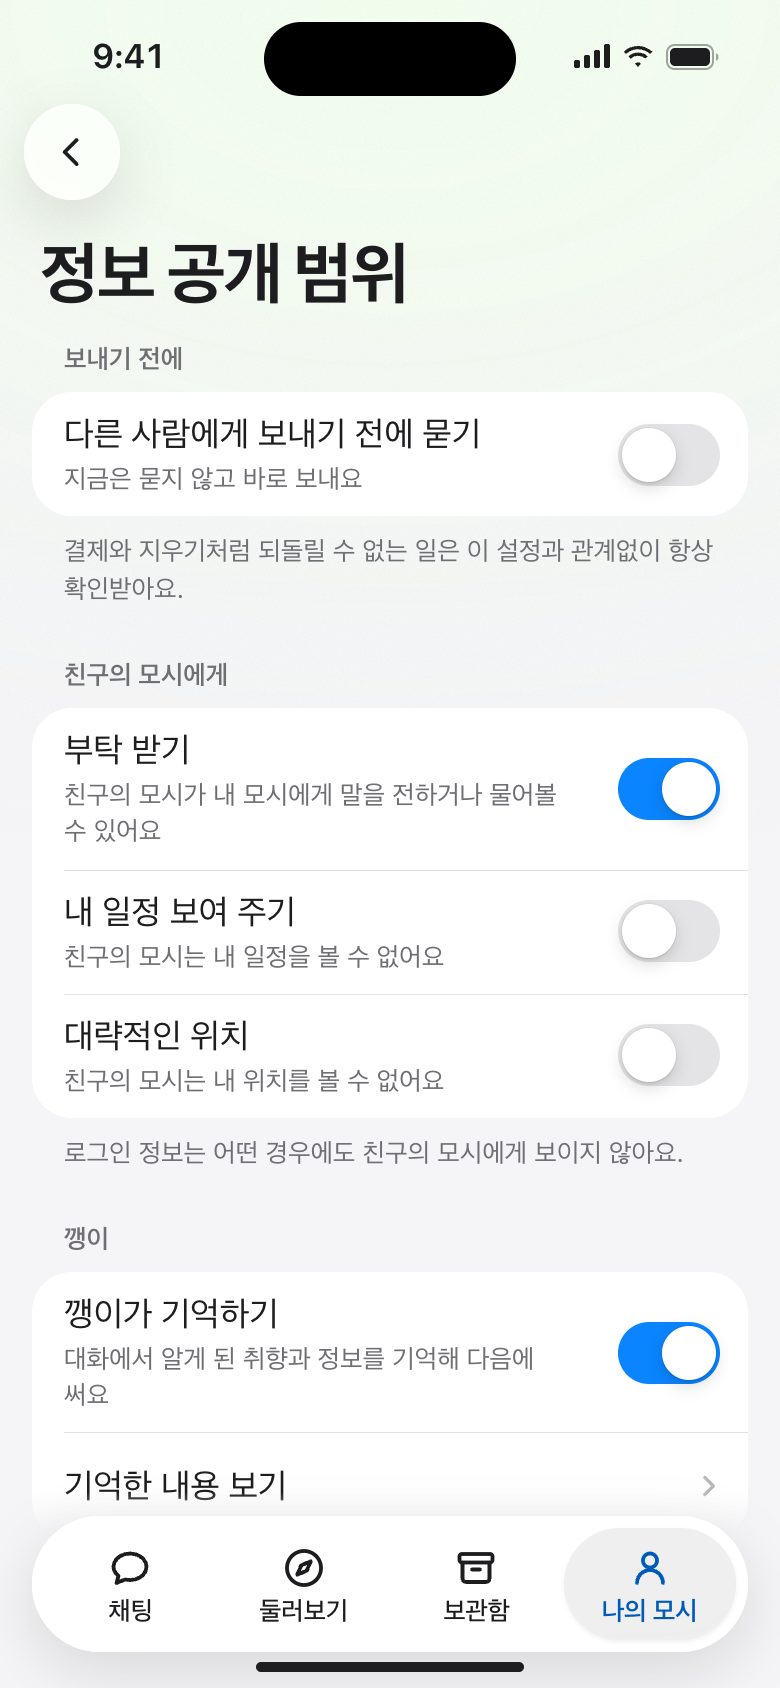 9:41
정보 공개 범위
보내기 전에
다른 사람에게 보내기 전에 묻기
지금은 묻지 않고 바로 보내요
결제와 지우기처럼 되돌릴 수 없는 일은 이 설정과 관계없이 항상
확인받아요.
친구의 모시에게
부탁 받기
친구의 모시가 내 모시에게 말을 전하거나 물어볼
수 있어요
내 일정 보여 주기
친구의 모시는 내 일정을 볼 수 없어요
대략적인 위치
친구의 모시는 내 위치를 볼 수 없어요
로그인 정보는 어떤 경우에도 친구의 모시에게 보이지 않아요.
깽이
깽이가 기억하기
대화에서 알게 된 취향과 정보를 기억해 다음에
써요
기억한 내용 보기
채팅
둘러보기
보관함
나의 모시